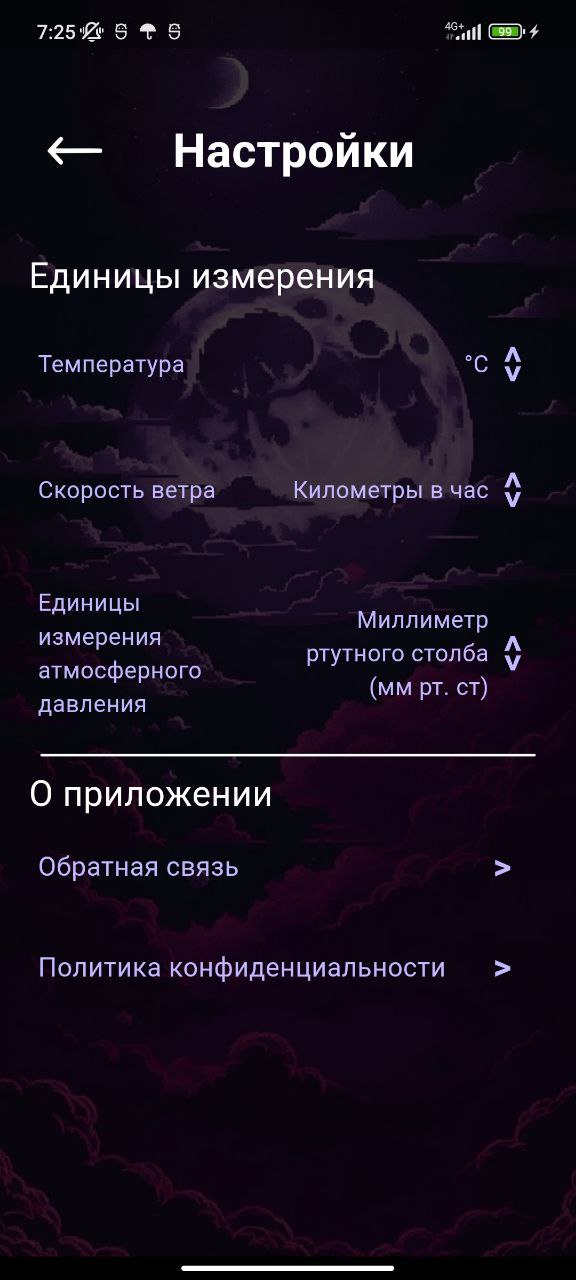 7:25
4G+
99
Настройки
Единицы измерения
Температура
°C
Скорость ветра
Километры в час
Единицы
измерения
атмосферного
давления
Миллиметр
ртутного столба
(мм рт. ст)
О приложении
Обратная связь
>
Политика конфиденциальности
>